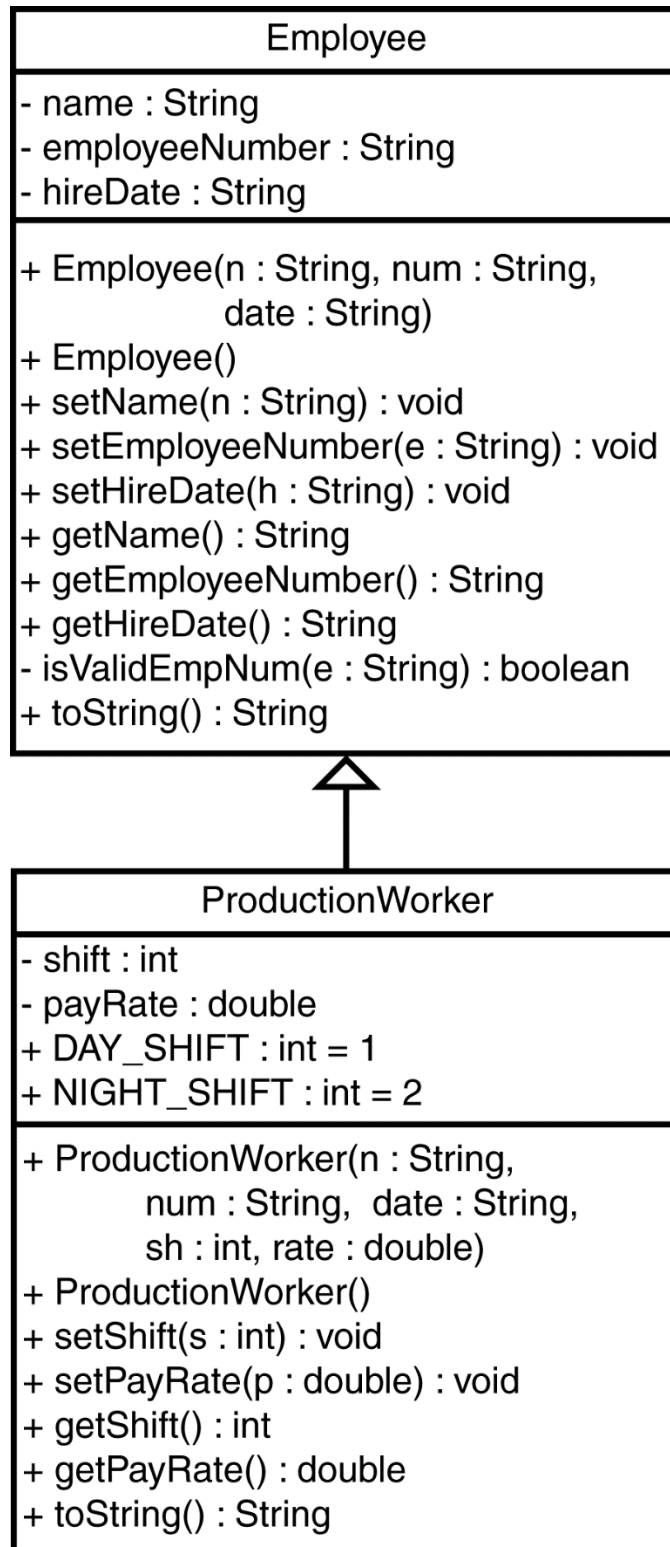 Employee
- name : String
- employeeNumber : String
- hireDate : String
+ Employee(n : String, num : String,
date : String)
+ Employee()
+ setName(n : String) : void
+ setEmployeeNumber(e : String) : void
+ setHireDate(h : String) : void
+ getName() : String
+ getEmployeeNumber() : String
+ getHireDate() : String
- isValidEmpNum(e : String) : boolean
+ toString() : String
ProductionWorker
- shift : int
- payRate : double
+ DAY_SHIFT : int = 1
+ NIGHT_SHIFT : int = 2
+ ProductionWorker(n : String,
num : String, date : String,
sh : int, rate : double)
+ ProductionWorker()
+ setShift(s : int) : void
+ setPayRate(p : double) : void
+ getShift() : int
+ getPayRate() : double
+ toString() : String